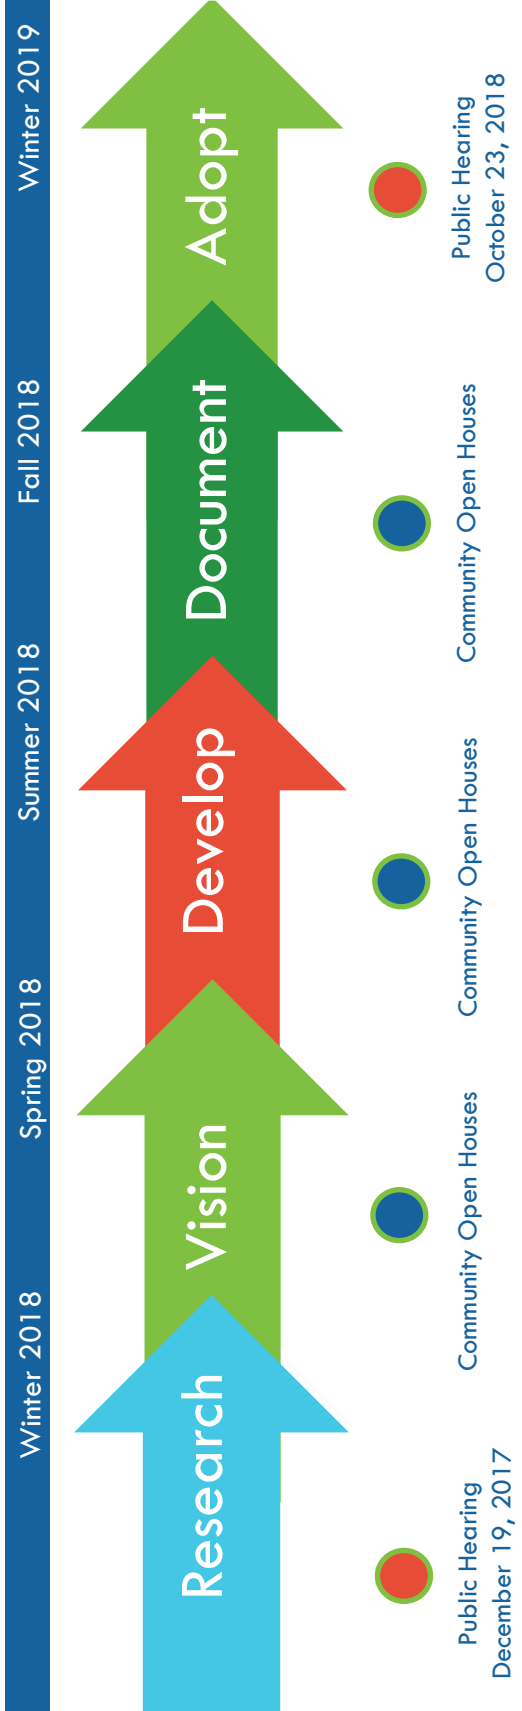 Winter 2018
Spring 2018
Summer 2018
Fall 2018
Winter 2019
Research
Vision
Develop
Document
Adopt
Public Hearing
December 19, 2017
Community Open Houses
Community Open Houses
Community Open Houses
Public Hearing
October 23, 2018